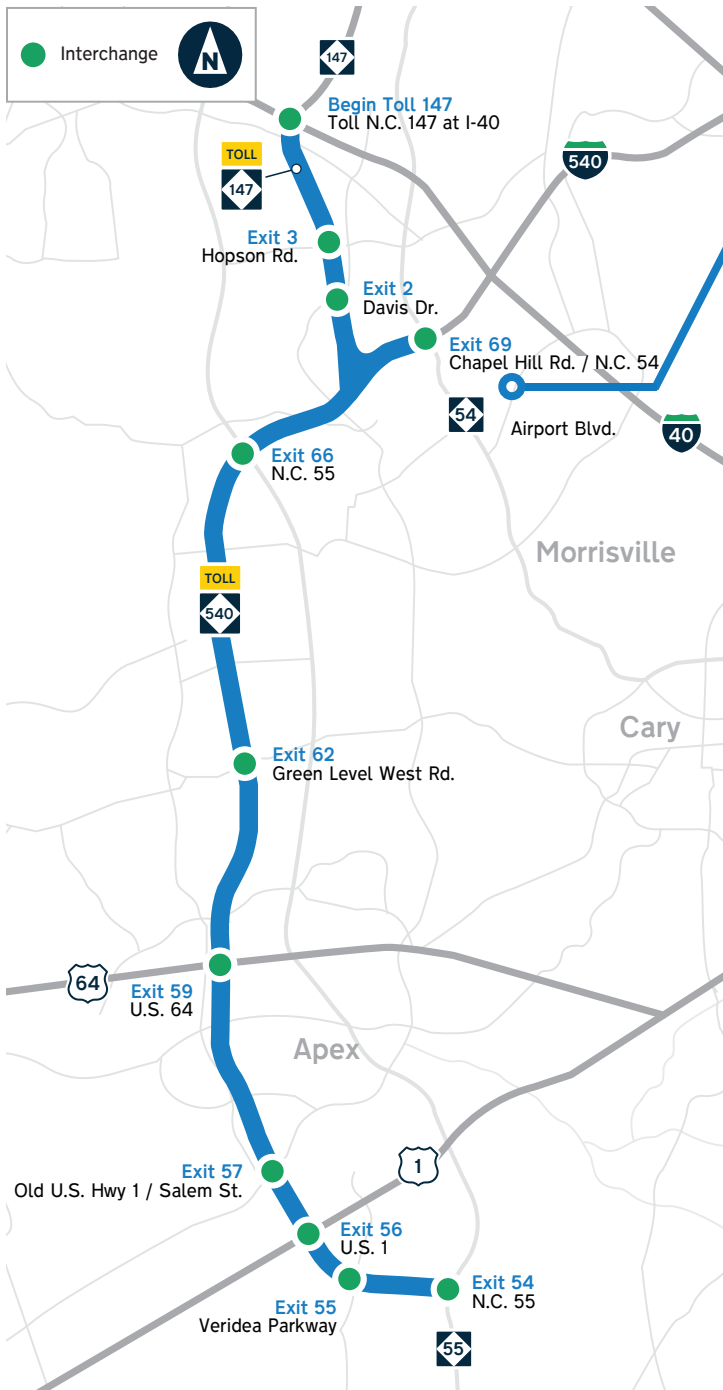 Interchange
N
147
Begin Toll 147
Toll N.C. 147 at I-40
TOLL
147
540
Exit 3
Hopson Rd.
Exit 2
Davis Dr.
Exit 69
Chapel Hill Rd. / N.C. 54
54
Airport Blvd.
40
Exit 66
N.C. 55
Morrisville
TOLL
540
Cary
Exit 62
Green Level West Rd.
64
Exit 59
U.S. 64
Apex
Exit 57
Old U.S. Hwy 1 / Salem St.
1
Exit 56
U.S. 1
Exit 55
Veridea Parkway
Exit 54
N.C. 55
55